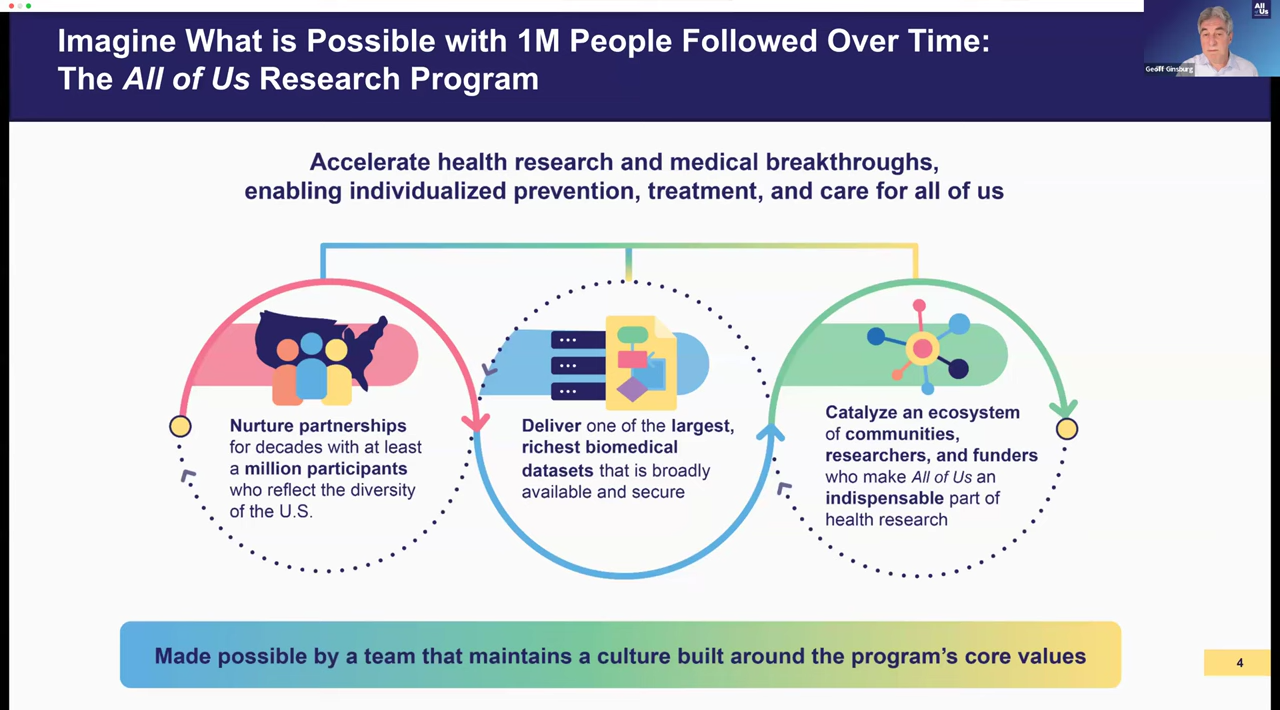 Imagine What is Possible with 1M People Followed Over Time:
The All of Us Research Program
All
of Us
Geoff Ginsburg
Accelerate health research and medical breakthroughs,
enabling individualized prevention, treatment, and care for all of us
Nurture partnerships
for decades with at least
a million participants
who reflect the diversity
of the U.S.
Deliver one of the largest,
richest biomedical
datasets that is broadly
available and secure
Catalyze an ecosystem
of communities,
researchers, and funders
who make All of Us an
indispensable part of
health research
Made possible by a team that maintains a culture built around the program’s core values
4